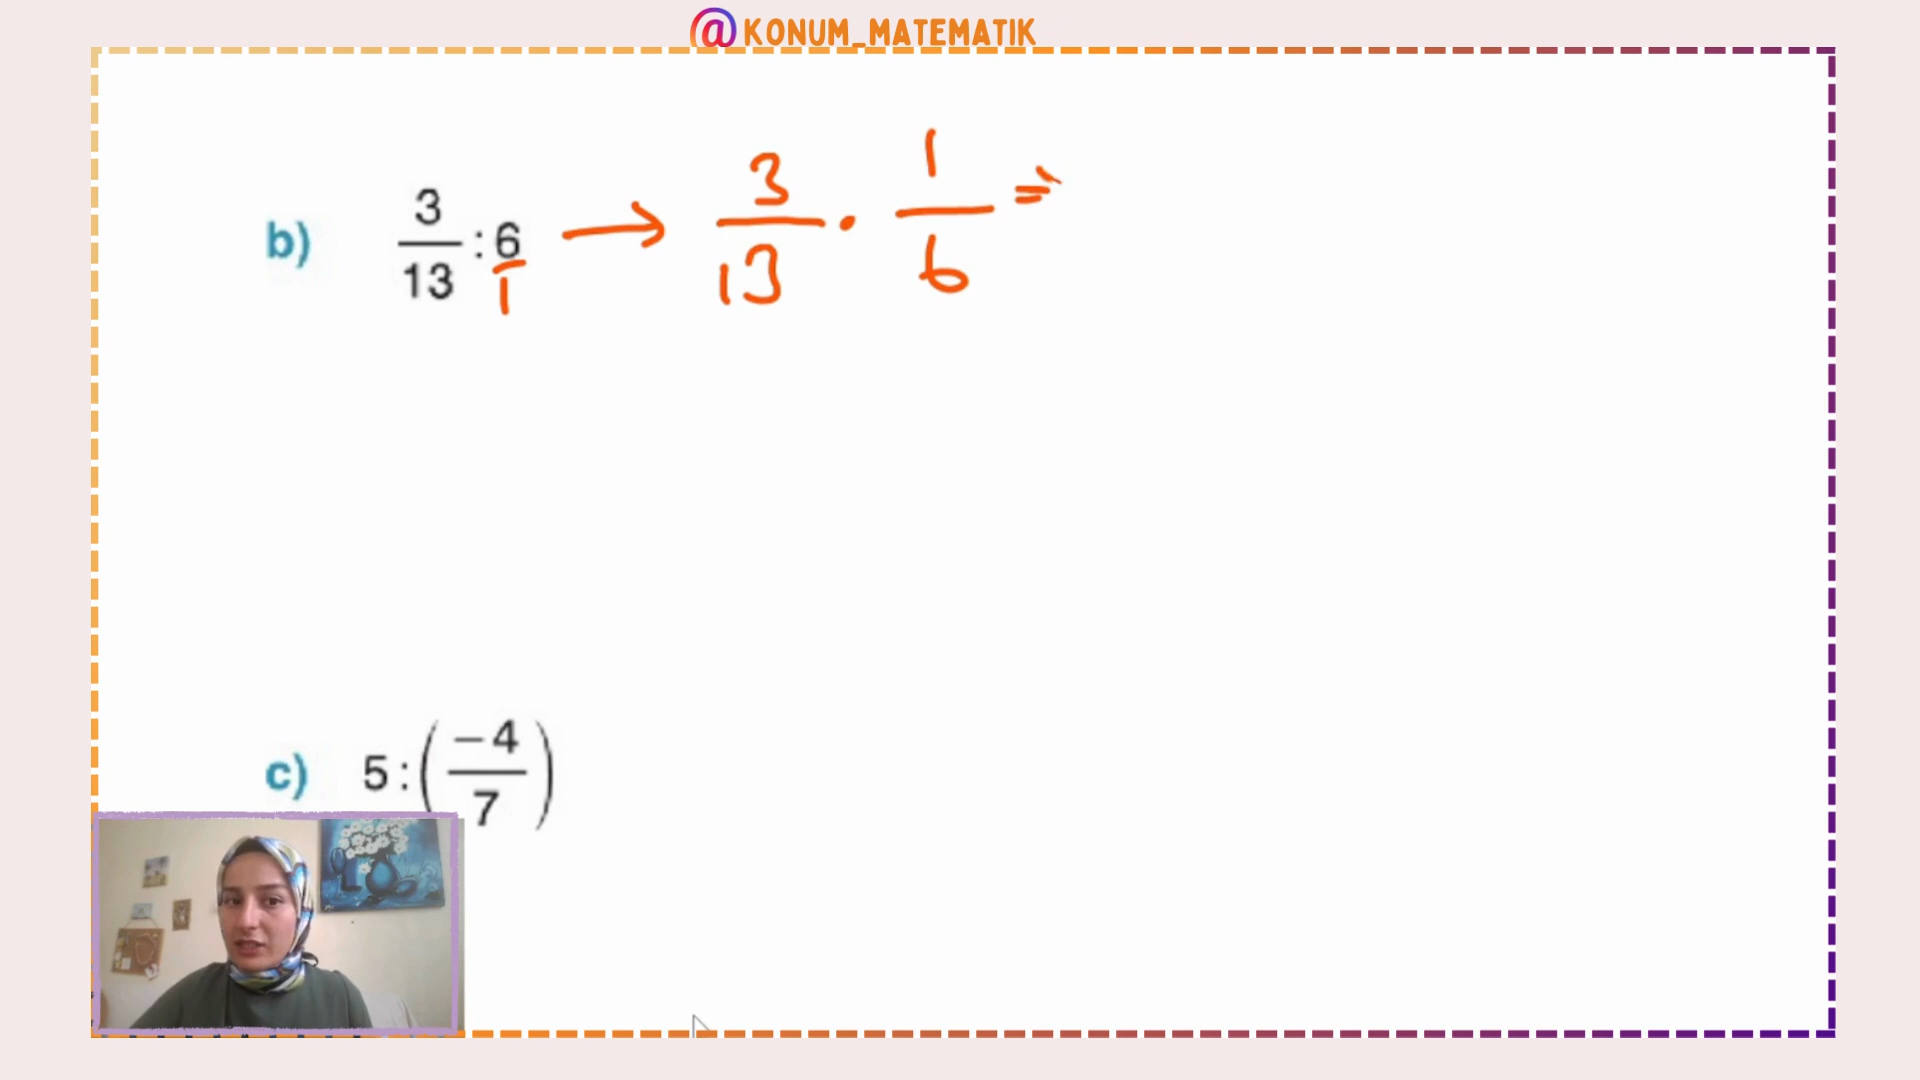 @KONUM_MATEMATIK
b) 3/13 : 6/1 → 3/13 · 1/6 =
c) 5 : (-4/7)